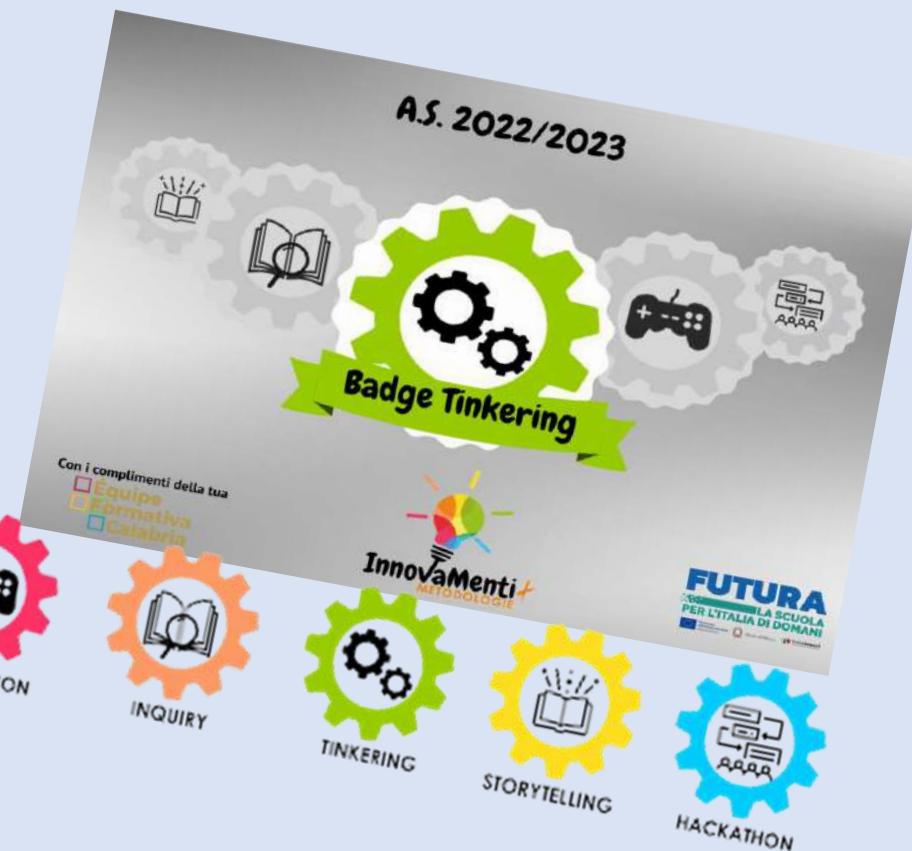 A.S. 2022/2023
Badge Tinkering
Con i complimenti della tua
Équipe
Formativa
Calabria
InnovaMenti+
METODOLOGIE
FUTURA
LA SCUOLA
PER L'ITALIA DI DOMANI
ON
INQUIRY
TINKERING
STORYTELLING
HACKATHON